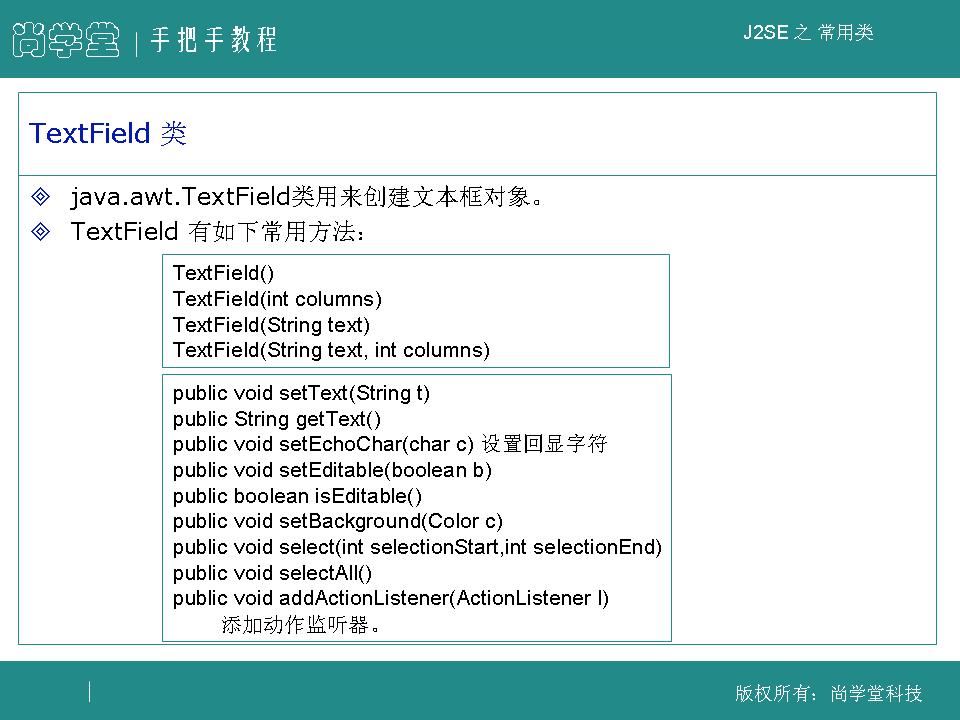 尚学堂 | 手把手教程
J2SE 之 常用类
TextField 类
java.awt.TextField类用来创建文本框对象。
TextField 有如下常用方法：
TextField()
TextField(int columns)
TextField(String text)
TextField(String text, int columns)
public void setText(String t)
public String getText()
public void setEchoChar(char c) 设置回显字符
public void setEditable(boolean b)
public boolean isEditable()
public void setBackground(Color c)
public void select(int selectionStart,int selectionEnd)
public void selectAll()
public void addActionListener(ActionListener l)
添加动作监听器。
版权所有：尚学堂科技